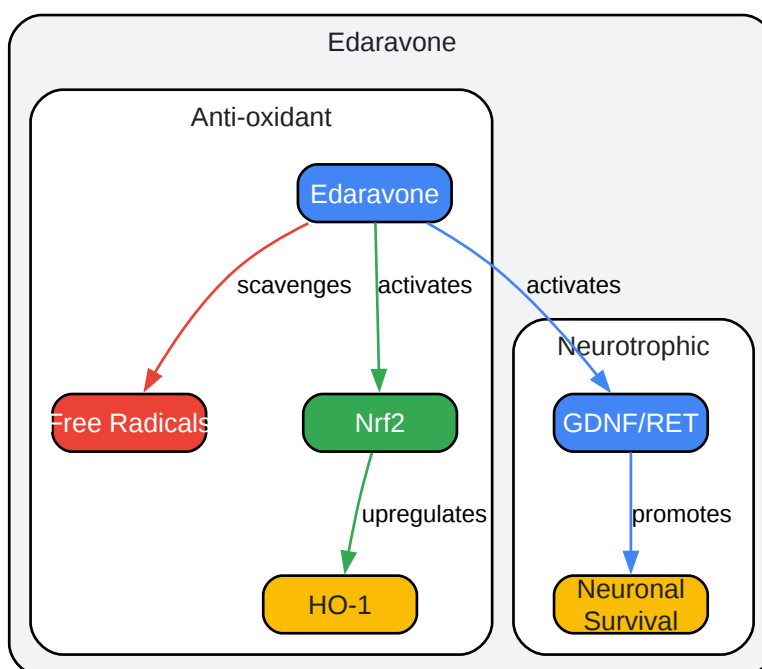 Edaravone
Anti-oxidant
Edaravone
scavenges
activates
activates
Neurotrophic
Free Radicals
Nrf2
GDNF/RET
upregulates
promotes
HO-1
Neuronal
Survival